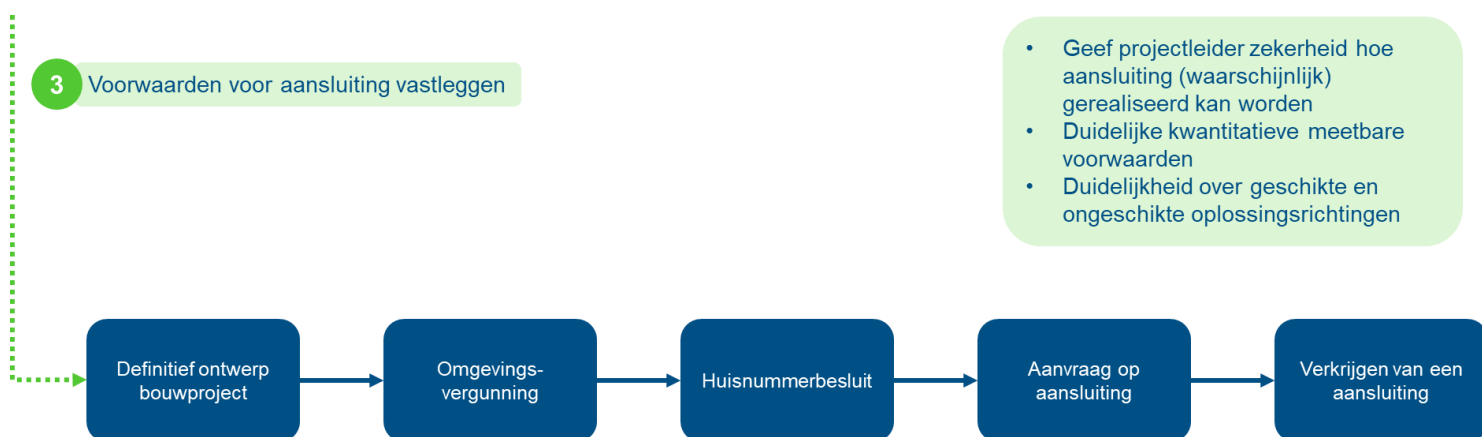 3 Voorwaarden voor aansluiting vastleggen
• Geef projectleider zekerheid hoe
aansluiting (waarschijnlijk)
gerealiseerd kan worden
• Duidelijke kwantitatieve meetbare
voorwaarden
• Duidelijkheid over geschikte en
ongeschikte oplossingsrichtingen
Definitief ontwerp
bouwproject
Omgevings-
vergunning
Huisnummerbesluit
Aanvraag op
aansluiting
Verkrijgen van een
aansluiting